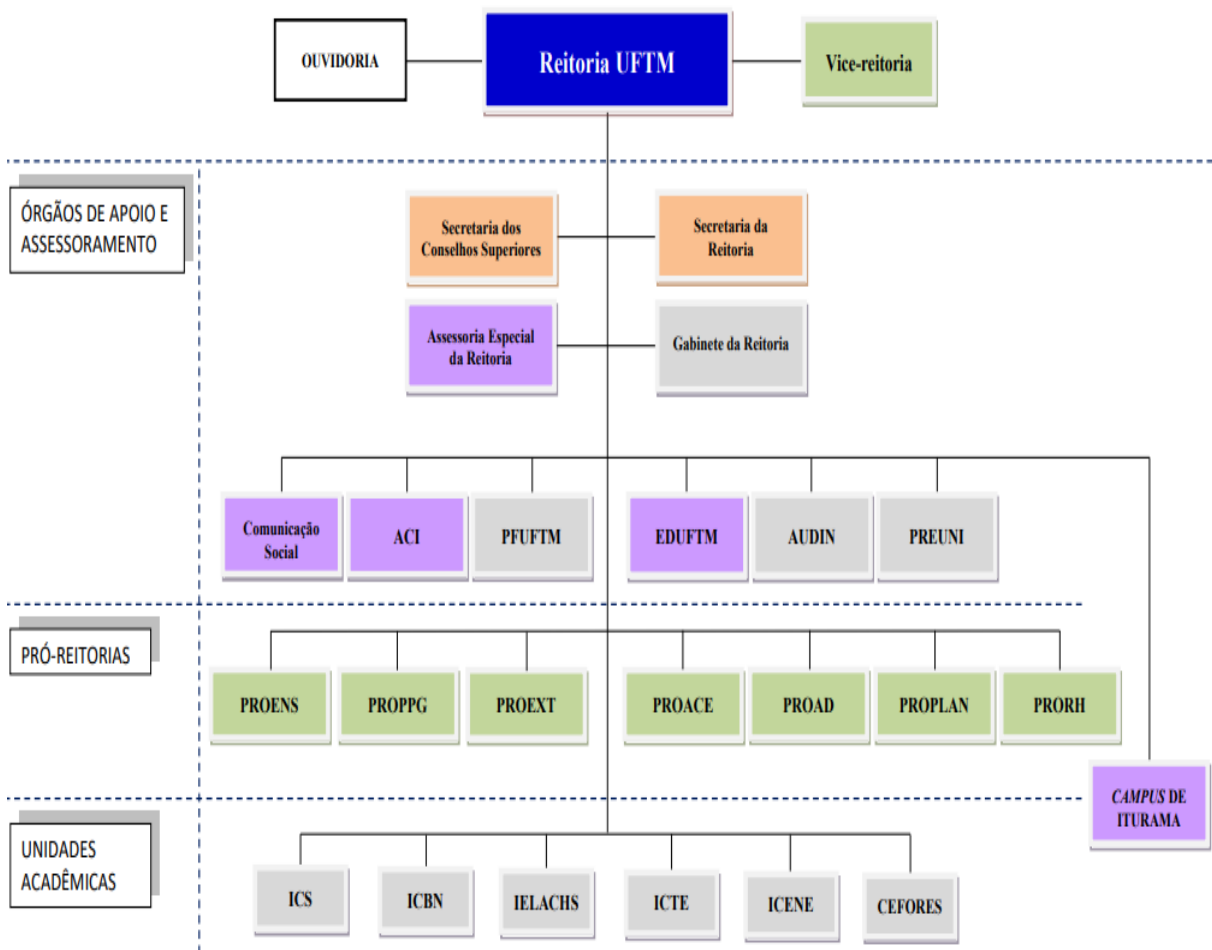 OUVIDORIA
Reitoria UFTM
Vice-reitoria
ÓRGÃOS DE APOIO E
ASSESSORAMENTO
Secretaria dos
Conselhos Superiores
Secretaria da
Reitoria
Assessoria Especial
da Reitoria
Gabinete da Reitoria
Comunicação
Social
ACI
PFUFTM
EDUFTM
AUDIN
PREUNI
PRÓ-REITORIAS
PROENS
PROPPG
PROEXT
PROACE
PROAD
PROPLAN
PRORH
CAMPUS DE
ITURAMA
UNIDADES
ACADÊMICAS
ICS
ICBN
IELACHS
ICTE
ICENE
CEFORES